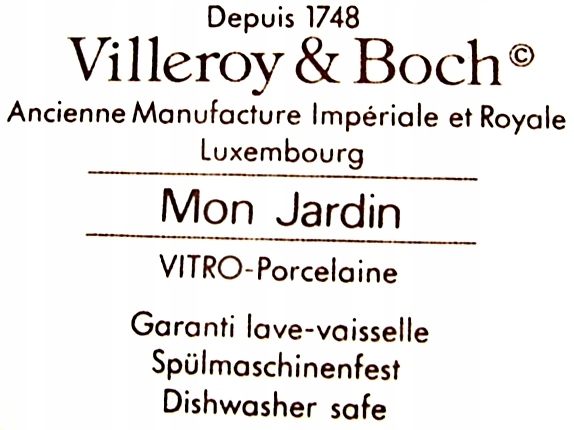 Depuis 1748
Villeroy & Boch©
Ancienne Manufacture Impériale et Royale
Luxembourg
Mon Jardin
VITRO-Porcelaine
Garanti lave-vaisselle
Spülmaschinenfest
Dishwasher safe